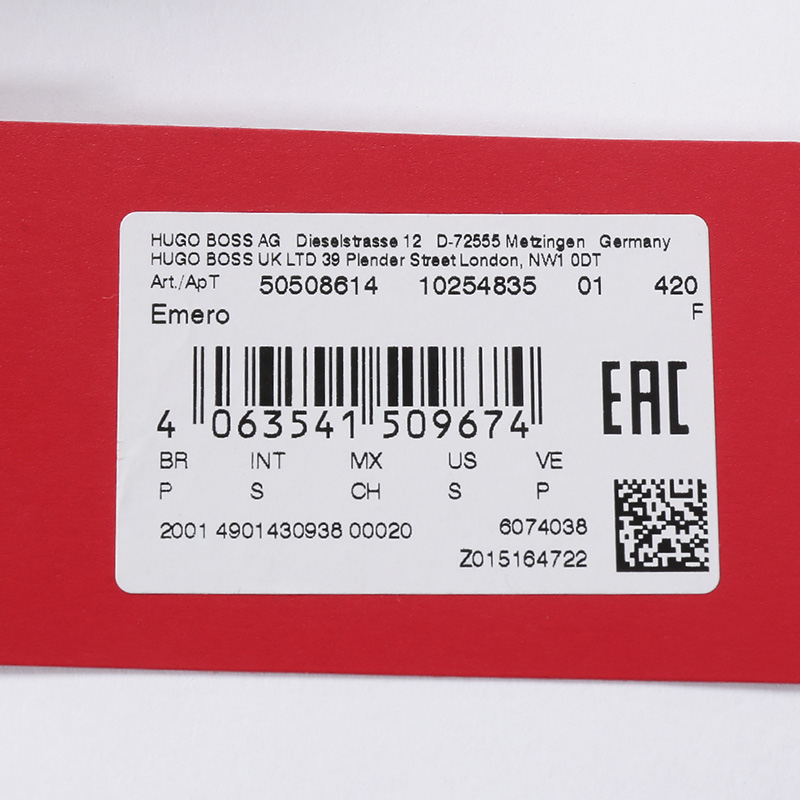 HUGO BOSS AG Dieselstrasse 12 D-72555 Metzingen Germany
HUGO BOSS UK LTD 39 Plender Street London, NW1 0DT
Art./ApT 50508614 10254835 01 420
Emero F
EAC
4 063541 509674
BR INT MX US VE
P S CH S P
2001 4901430938 00020 6074038
Z015164722